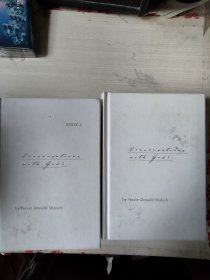 BOOK 2
Conversations
with God
by Neale Donald Walsch
Conversations
with God
by Neale Donald Walsch